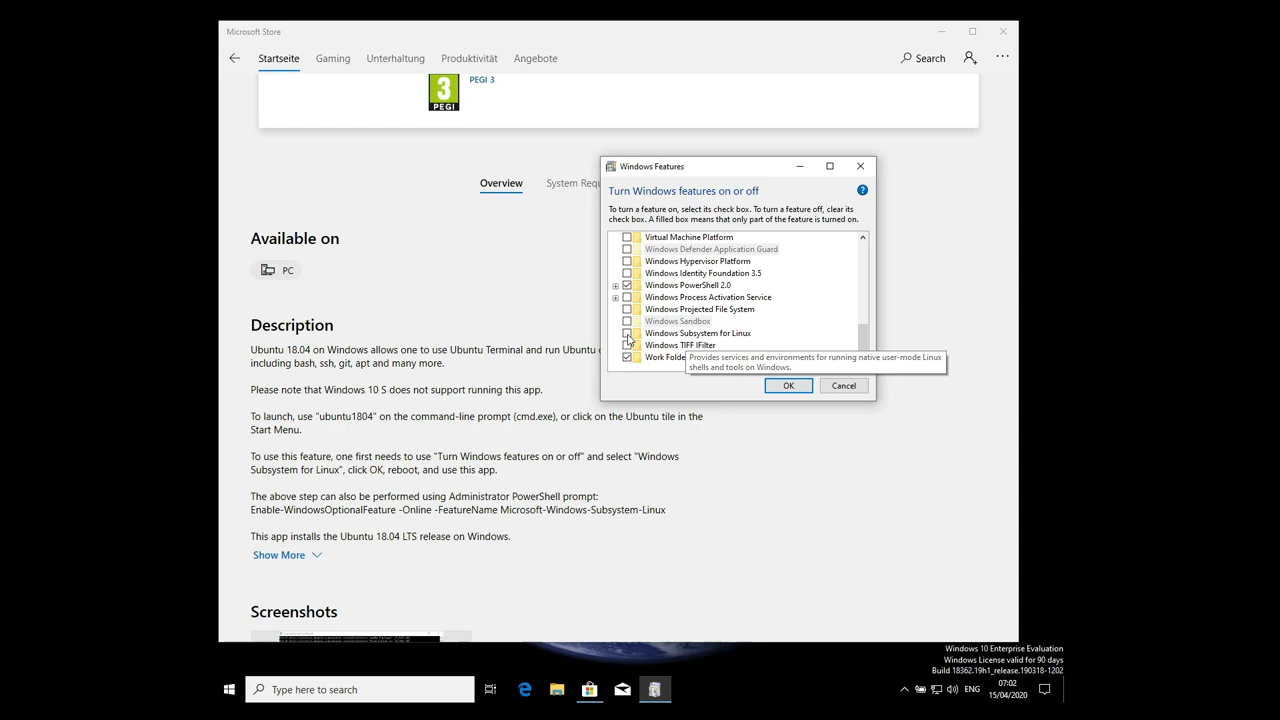 Microsoft Store
Startseite Gaming Unterhaltung Produktivität Angebote Search
3
PEGI
PEGI 3
Overview System Requ
Available on
PC
Description
Ubuntu 18.04 on Windows allows one to use Ubuntu Terminal and run Ubuntu
including bash, ssh, git, apt and many more.
Please note that Windows 10 S does not support running this app.
To launch, use "ubuntu1804" on the command-line prompt (cmd.exe), or click on the Ubuntu tile in the
Start Menu.
To use this feature, one first needs to use "Turn Windows features on or off" and select "Windows
Subsystem for Linux", click OK, reboot, and use this app.
The above step can also be performed using Administrator PowerShell prompt:
Enable-WindowsOptionalFeature -Online -FeatureName Microsoft-Windows-Subsystem-Linux
This app installs the Ubuntu 18.04 LTS release on Windows.
Show More
Screenshots
Windows Features
Turn Windows features on or off
To turn a feature on, select its check box. To turn a feature off, clear its
check box. A filled box means that only part of the feature is turned on.
Virtual Machine Platform
Windows Defender Application Guard
Windows Hypervisor Platform
Windows Identity Foundation 3.5
Windows PowerShell 2.0
Windows Process Activation Service
Windows Projected File System
Windows Sandbox
Windows Subsystem for Linux
Windows TIFF IFilter
Work Folde
Provides services and environments for running native user-mode Linux
shells and tools on Windows.
OK Cancel
Windows 10 Enterprise Evaluation
Windows License valid for 90 days
Build 18362.19h1_release.190318-1202
Type here to search
ENG
07:02
15/04/2020